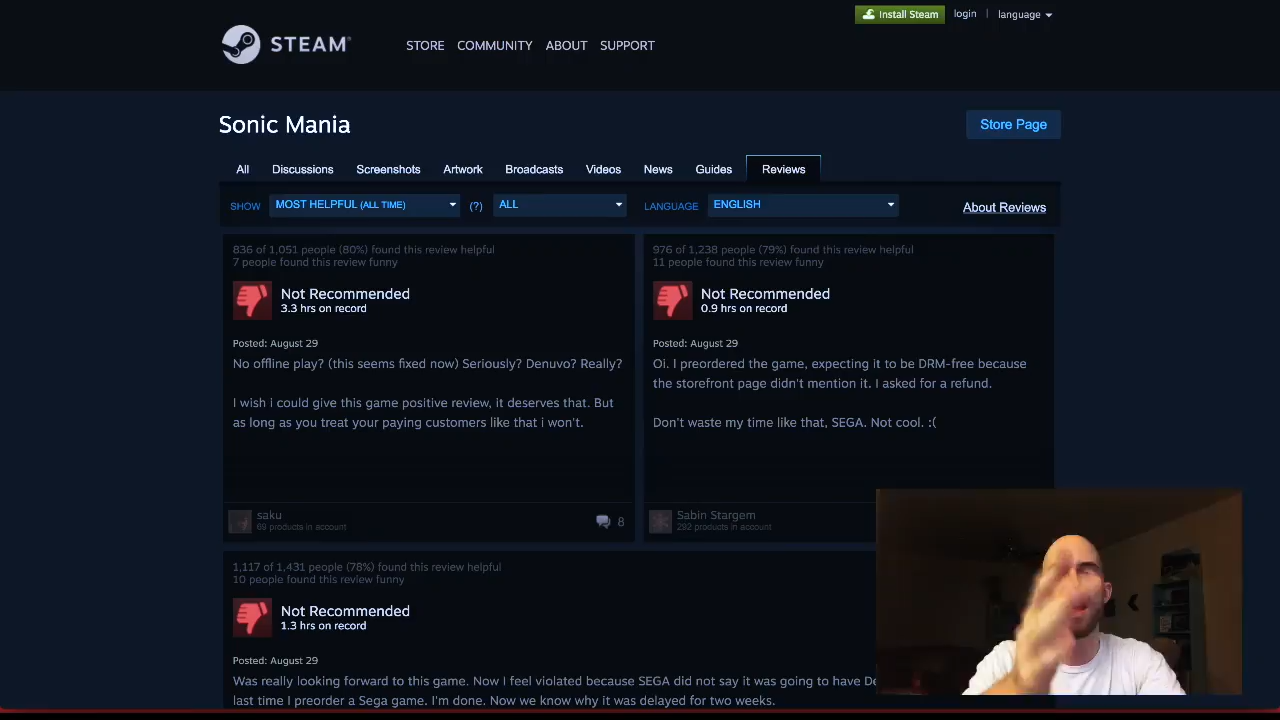 Install Steam
login
language
STEAM
STORE
COMMUNITY
ABOUT
SUPPORT
Sonic Mania
Store Page
All
Discussions
Screenshots
Artwork
Broadcasts
Videos
News
Guides
Reviews
SHOW
MOST HELPFUL (ALL TIME)
(?)
ALL
LANGUAGE
ENGLISH
About Reviews
836 of 1,051 people (80%) found this review helpful
7 people found this review funny
Not Recommended
3.3 hrs on record
Posted: August 29
No offline play? (this seems fixed now) Seriously? Denuvo? Really?
I wish i could give this game positive review, it deserves that. But
as long as you treat your paying customers like that i won't.
saku
69 products in account
8
976 of 1,238 people (79%) found this review helpful
11 people found this review funny
Not Recommended
0.9 hrs on record
Posted: August 29
Oi. I preordered the game, expecting it to be DRM-free because
the storefront page didn't mention it. I asked for a refund.
Don't waste my time like that, SEGA. Not cool. :(
Sabin Stargem
292 products in account
1,117 of 1,431 people (78%) found this review helpful
10 people found this review funny
Not Recommended
1.3 hrs on record
Posted: August 29
Was really looking forward to this game. Now I feel violated because SEGA did not say it was going to have
last time I preorder a Sega game. I'm done. Now we know why it was delayed for two weeks.